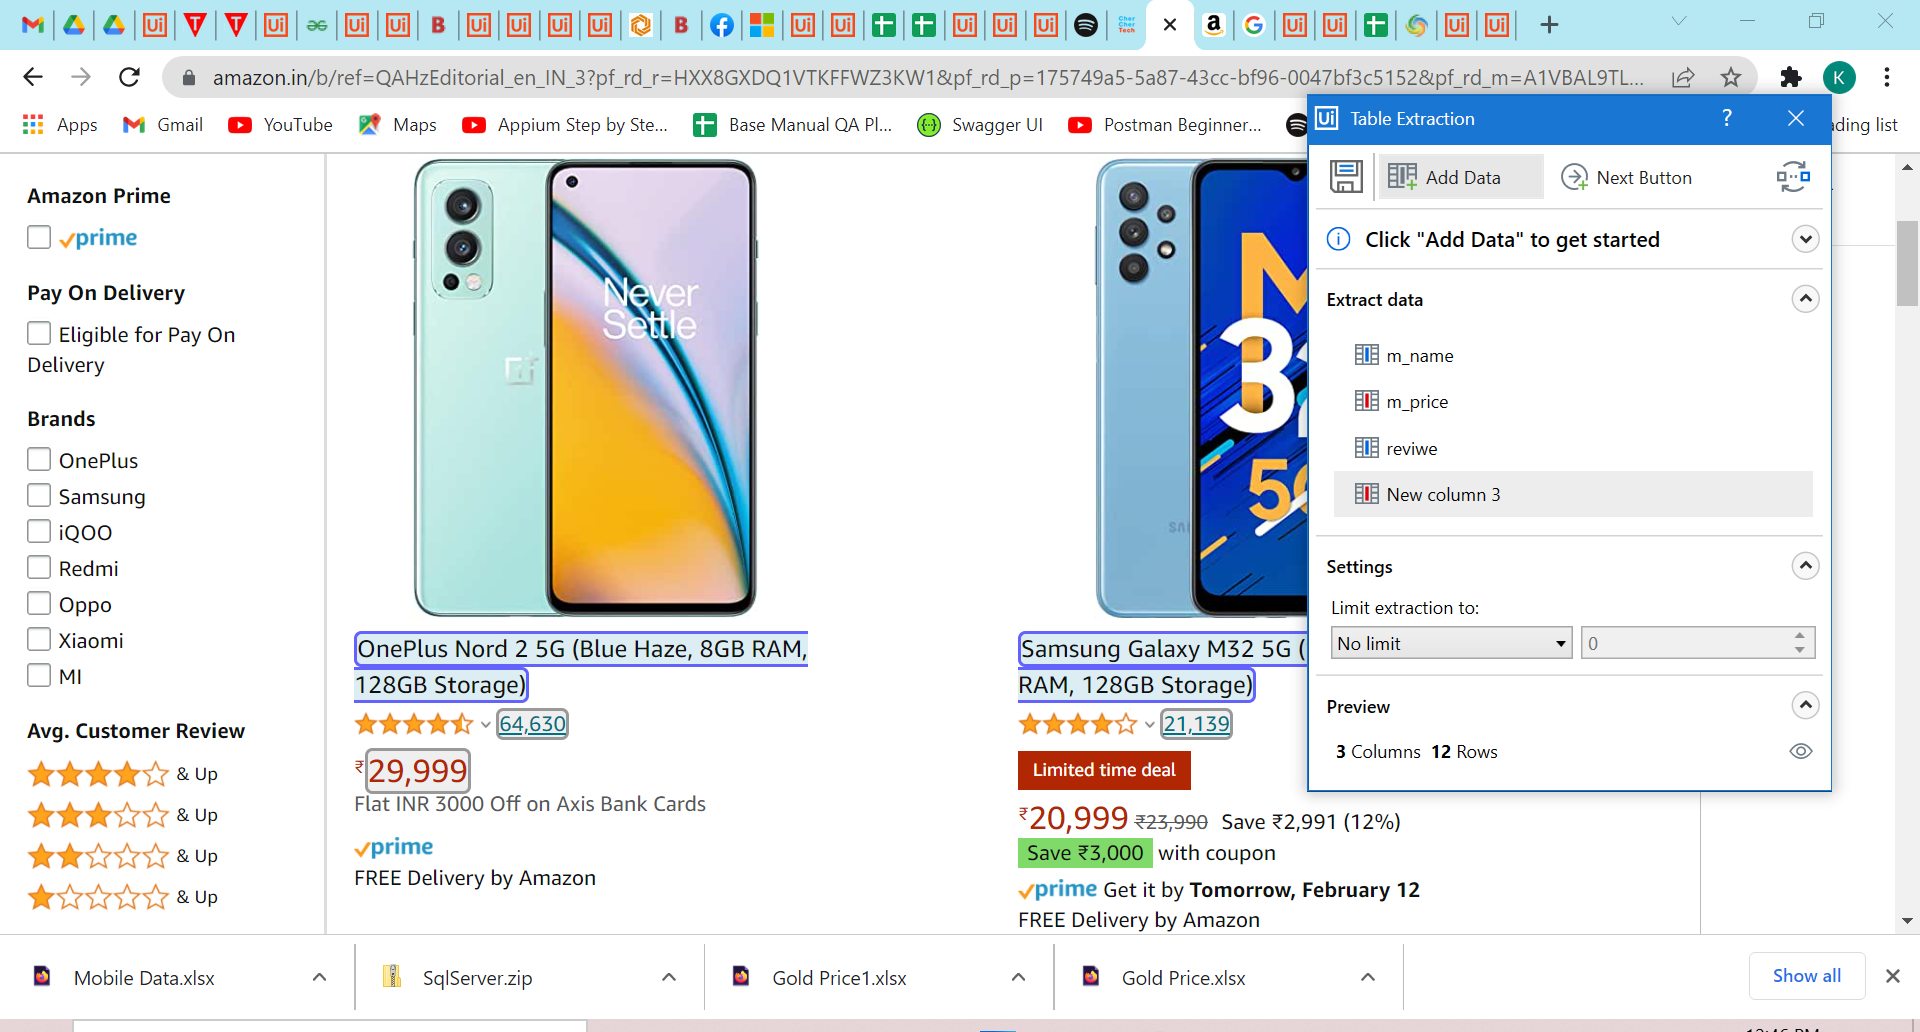 amazon.in/b/ref=QAHzEditorial_en_IN_3?pf_rd_r=HXX8GXDQ1VTKFFWZ3KW1&pf_rd_p=175749a5-5a87-43cc-bf96-0047bf3c5152&pf_rd_m=A1VBAL9TL...
K
Apps
Gmail
YouTube
Maps
Appium Step by Ste...
Base Manual QA Pl...
Swagger UI
Postman Beginner...
ading list
Amazon Prime
prime
Pay On Delivery
Eligible for Pay On
Delivery
Brands
OnePlus
Samsung
iQOO
Redmi
Oppo
Xiaomi
MI
Avg. Customer Review
& Up
& Up
& Up
& Up
Never
Settle
OnePlus Nord 2 5G (Blue Haze, 8GB RAM,
128GB Storage)
64,630
₹29,999
Flat INR 3000 Off on Axis Bank Cards
prime
FREE Delivery by Amazon
M
32
5G
Samsung Galaxy M32 5G (
RAM, 128GB Storage)
21,139
Limited time deal
₹20,999 ₹23,990 Save ₹2,991 (12%)
Save ₹3,000 with coupon
prime Get it by Tomorrow, February 12
FREE Delivery by Amazon
Ui Table Extraction ?
Add Data
Next Button
Click "Add Data" to get started
Extract data
m_name
m_price
reviwe
New column 3
Settings
Limit extraction to:
No limit
0
Preview
3 Columns 12 Rows
Mobile Data.xlsx
SqlServer.zip
Gold Price1.xlsx
Gold Price.xlsx
Show all